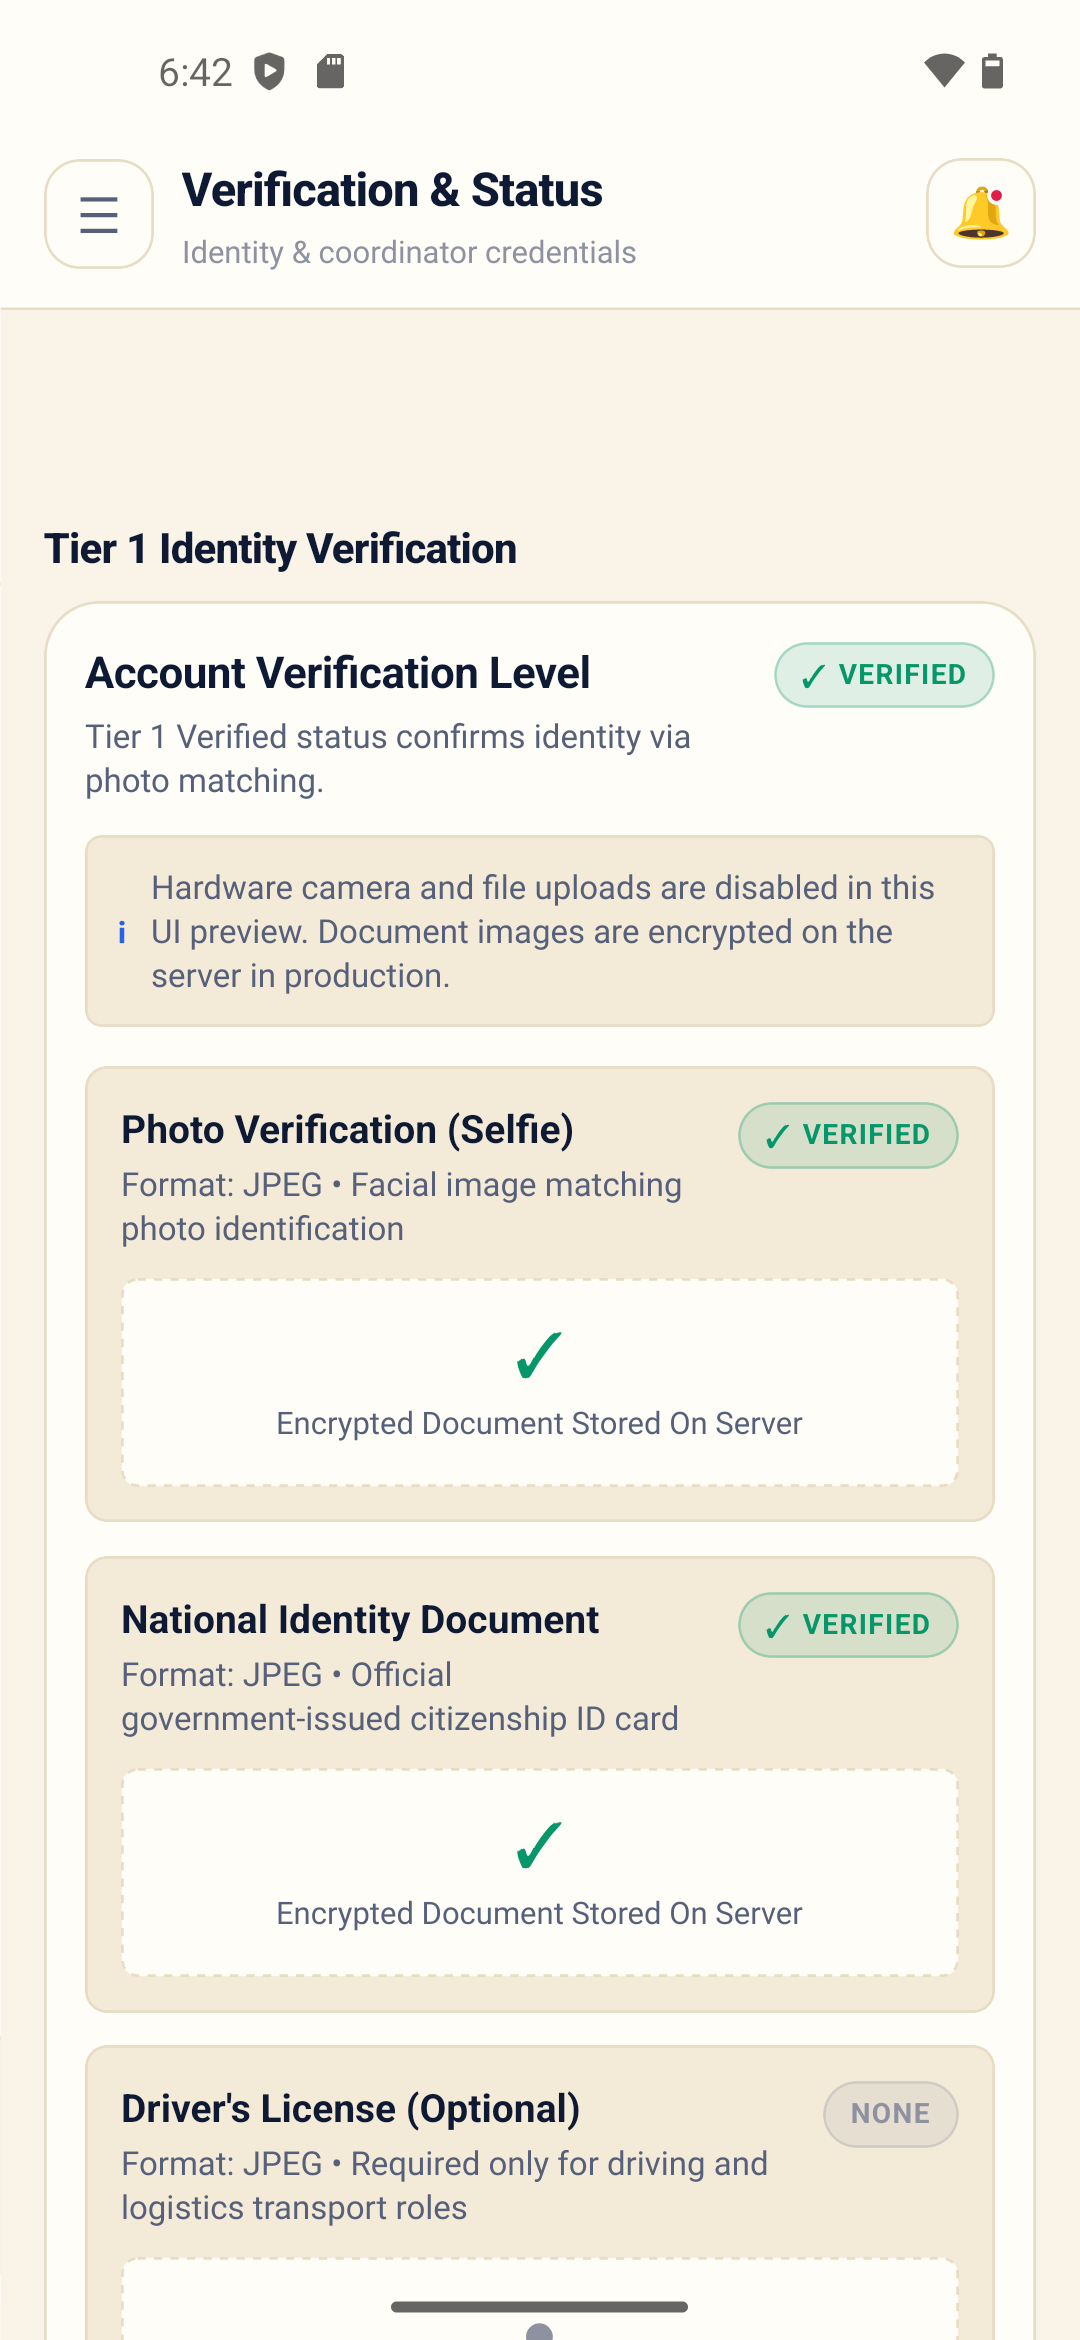 6:42
Verification & Status
Identity & coordinator credentials
Tier 1 Identity Verification
Account Verification Level
✓ VERIFIED
Tier 1 Verified status confirms identity via
photo matching.
i
Hardware camera and file uploads are disabled in this
UI preview. Document images are encrypted on the
server in production.
Photo Verification (Selfie)
✓ VERIFIED
Format: JPEG • Facial image matching
photo identification
✓
Encrypted Document Stored On Server
National Identity Document
✓ VERIFIED
Format: JPEG • Official
government-issued citizenship ID card
✓
Encrypted Document Stored On Server
Driver's License (Optional)
NONE
Format: JPEG • Required only for driving and
logistics transport roles